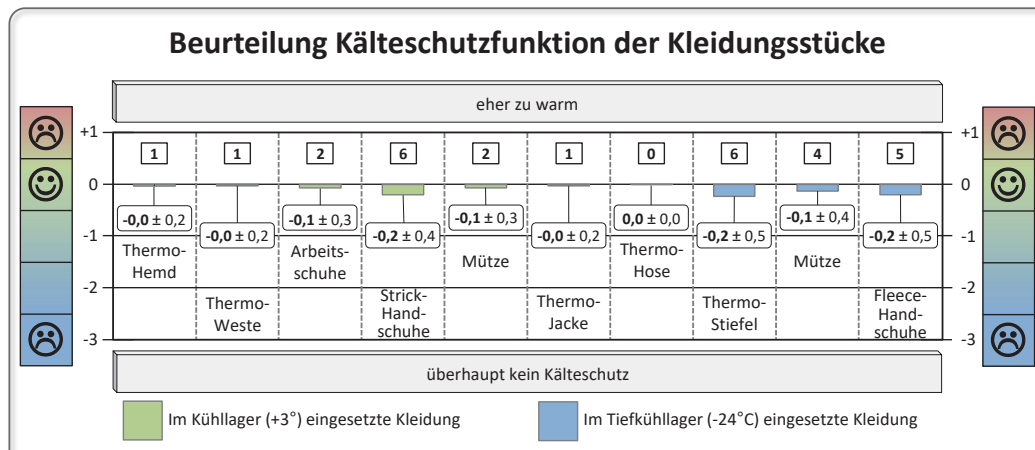 Beurteilung Kälteschutzfunktion der Kleidungsstücke
eher zu warm
+1 1 1 2 6 2 1 0 6 4 5 +1
0 0
-0,0 ± 0,2 -0,0 ± 0,2 -0,1 ± 0,3 -0,2 ± 0,4 -0,1 ± 0,3 -0,0 ± 0,2 0,0 ± 0,0 -0,2 ± 0,5 -0,1 ± 0,4 -0,2 ± 0,5
-1 -1
Thermo-
Hemd
Thermo-
Weste
Arbeits-
schuhe
Strick-
Hand-
schuhe
Mütze
Thermo-
Jacke
Thermo-
Hose
Thermo-
Stiefel
Mütze
Fleece-
Hand-
schuhe
-2 -2
-3 -3
überhaupt kein Kälteschutz
Im Kühllager (+3°) eingesetzte Kleidung
Im Tiefkühllager (-24°C) eingesetzte Kleidung